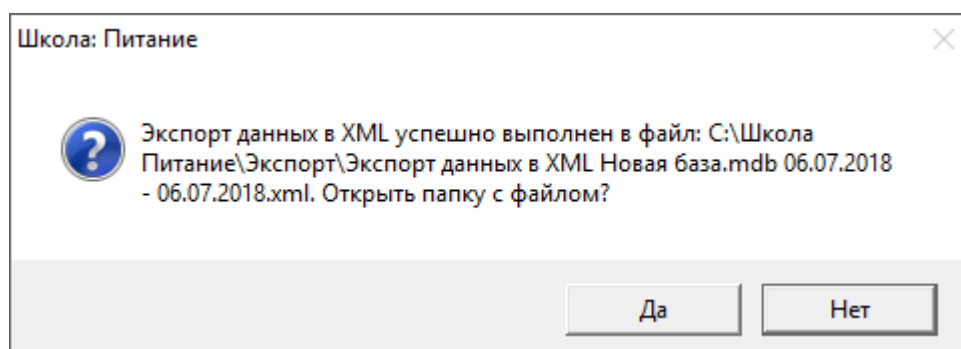 Школа: Питание
Экспорт данных в XML успешно выполнен в файл: C:\Школа
Питание\Экспорт\Экспорт данных в XML Новая база.mdb 06.07.2018
- 06.07.2018.xml. Открыть папку с файлом?
Да
Нет